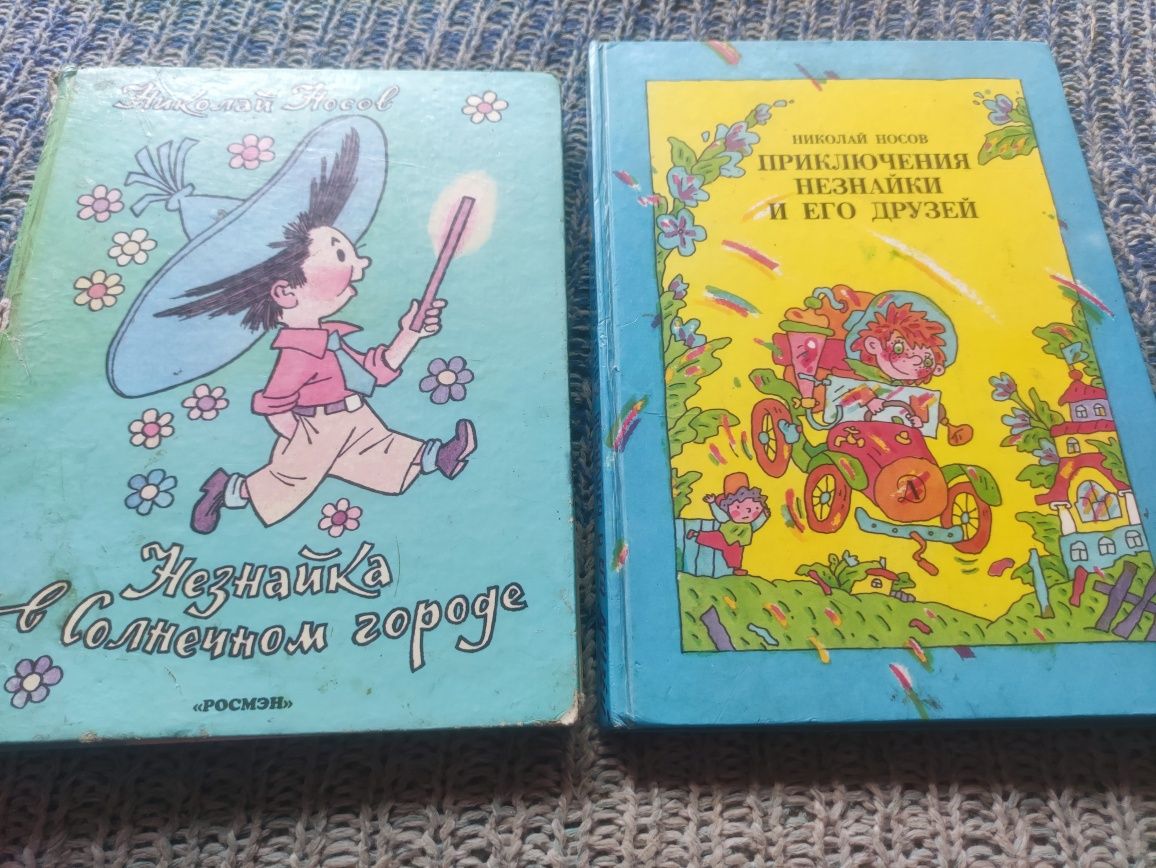 Николай Носов
Незнайка
в Солнечном городе
«РОСМЭН»
НИКОЛАЙ НОСОВ
ПРИКЛЮЧЕНИЯ
НЕЗНАЙКИ
И ЕГО ДРУЗЕЙ